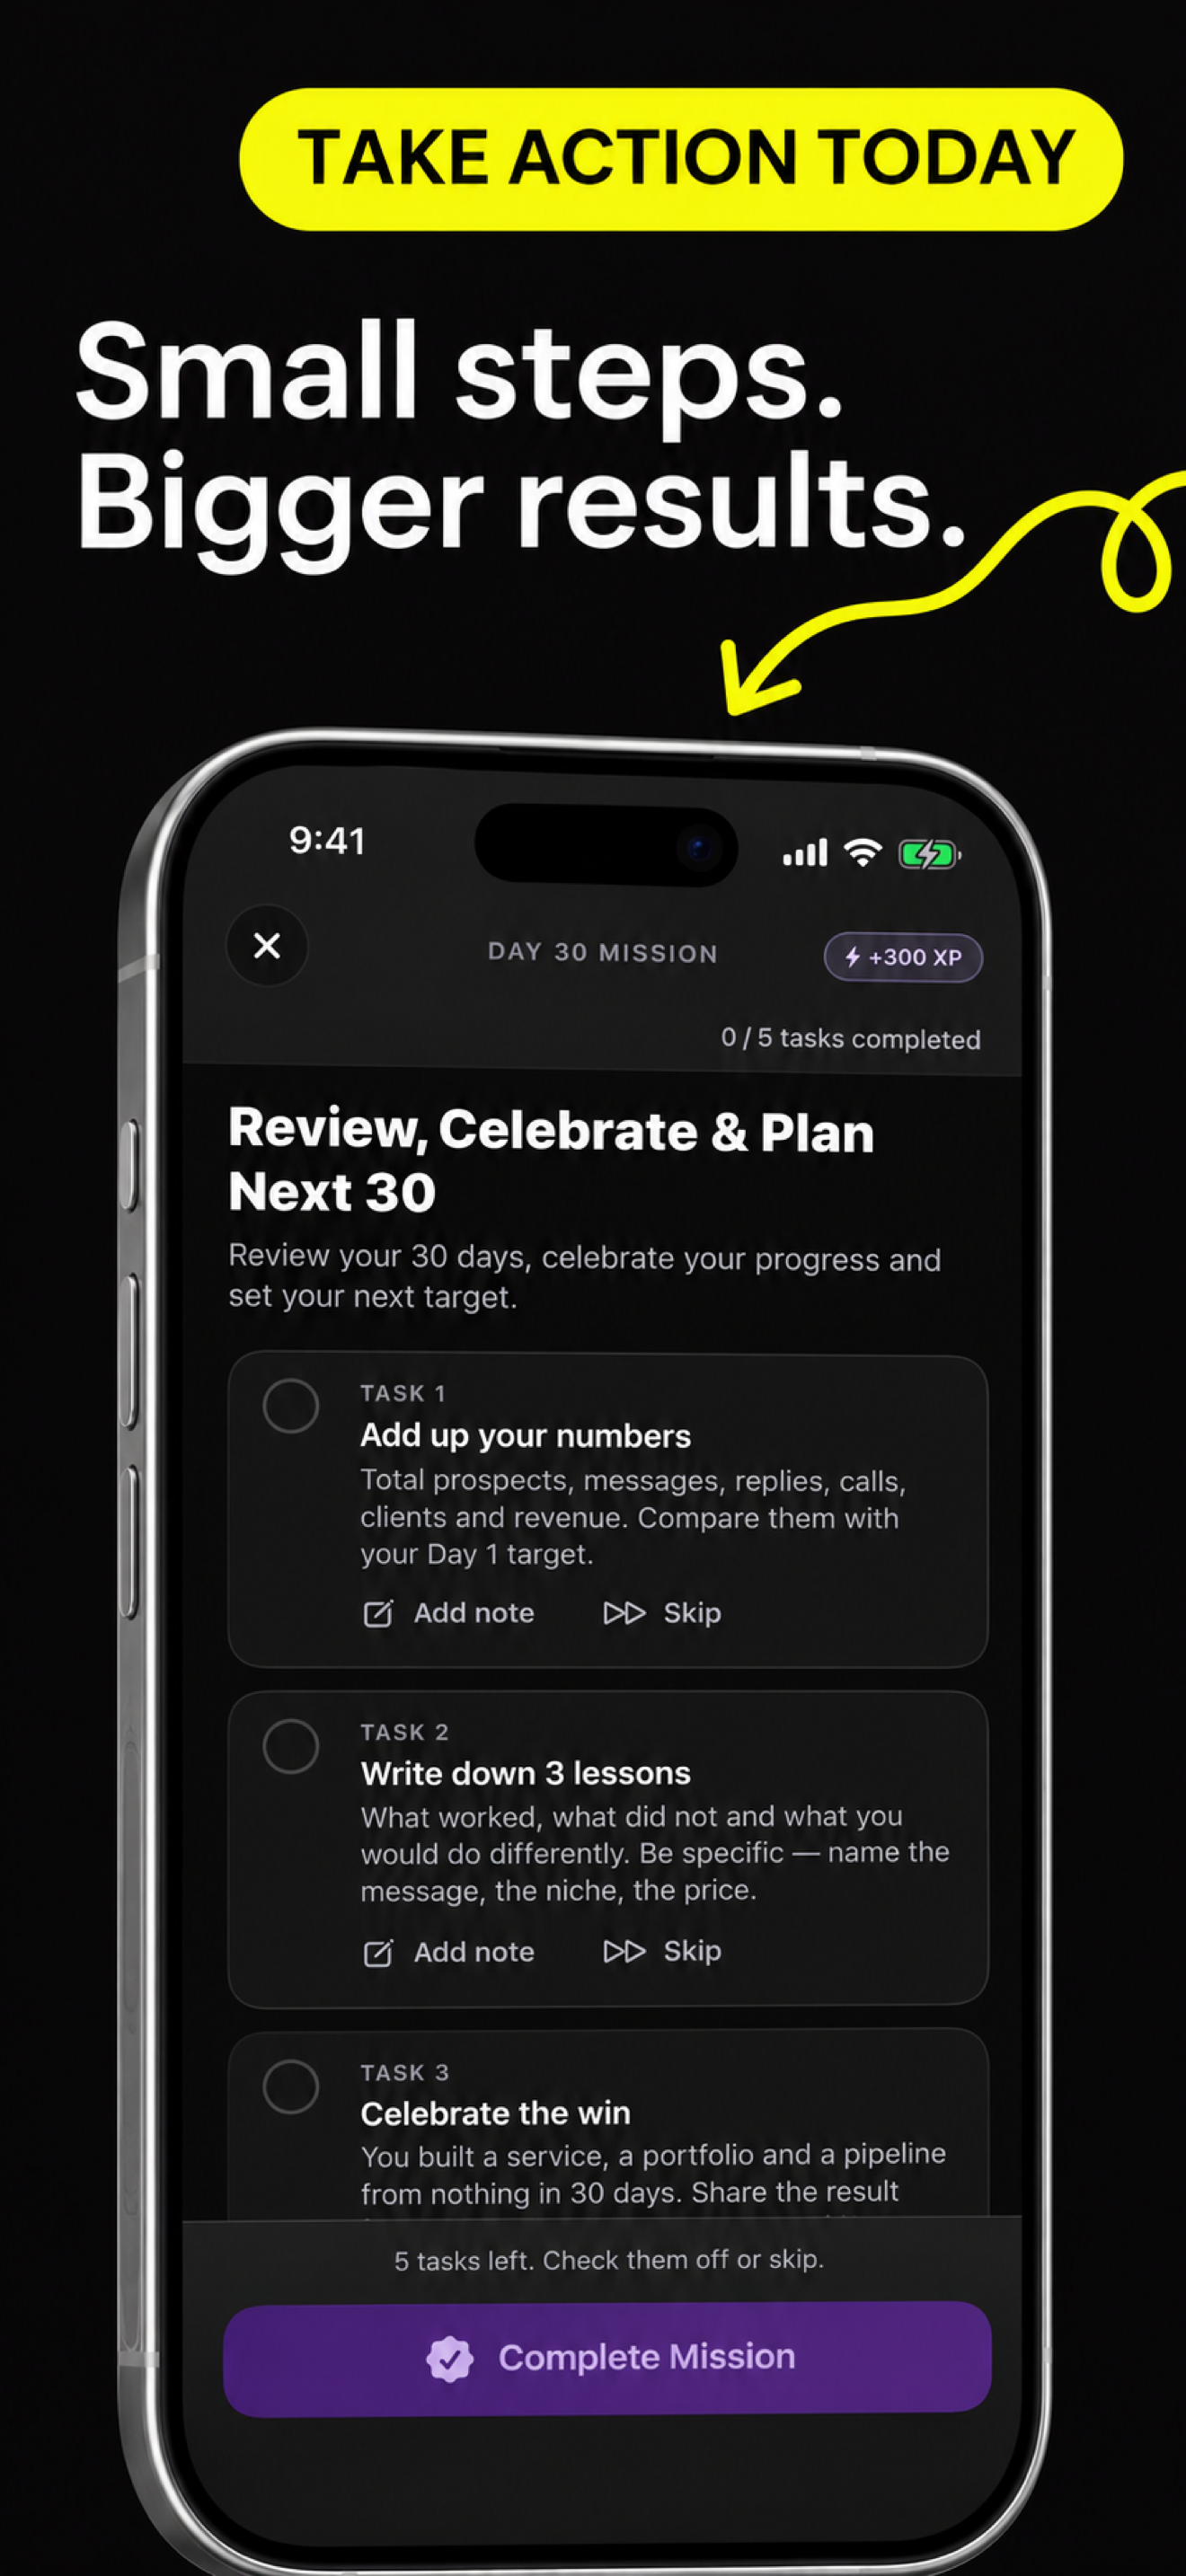 TAKE ACTION TODAY
Small steps.
Bigger results.
9:41
DAY 30 MISSION
+300 XP
0 / 5 tasks completed
Review, Celebrate & Plan
Next 30
Review your 30 days, celebrate your progress and
set your next target.
TASK 1
Add up your numbers
Total prospects, messages, replies, calls,
clients and revenue. Compare them with
your Day 1 target.
Add note
Skip
TASK 2
Write down 3 lessons
What worked, what did not and what you
would do differently. Be specific — name the
message, the niche, the price.
Add note
Skip
TASK 3
Celebrate the win
You built a service, a portfolio and a pipeline
from nothing in 30 days. Share the result
5 tasks left. Check them off or skip.
Complete Mission